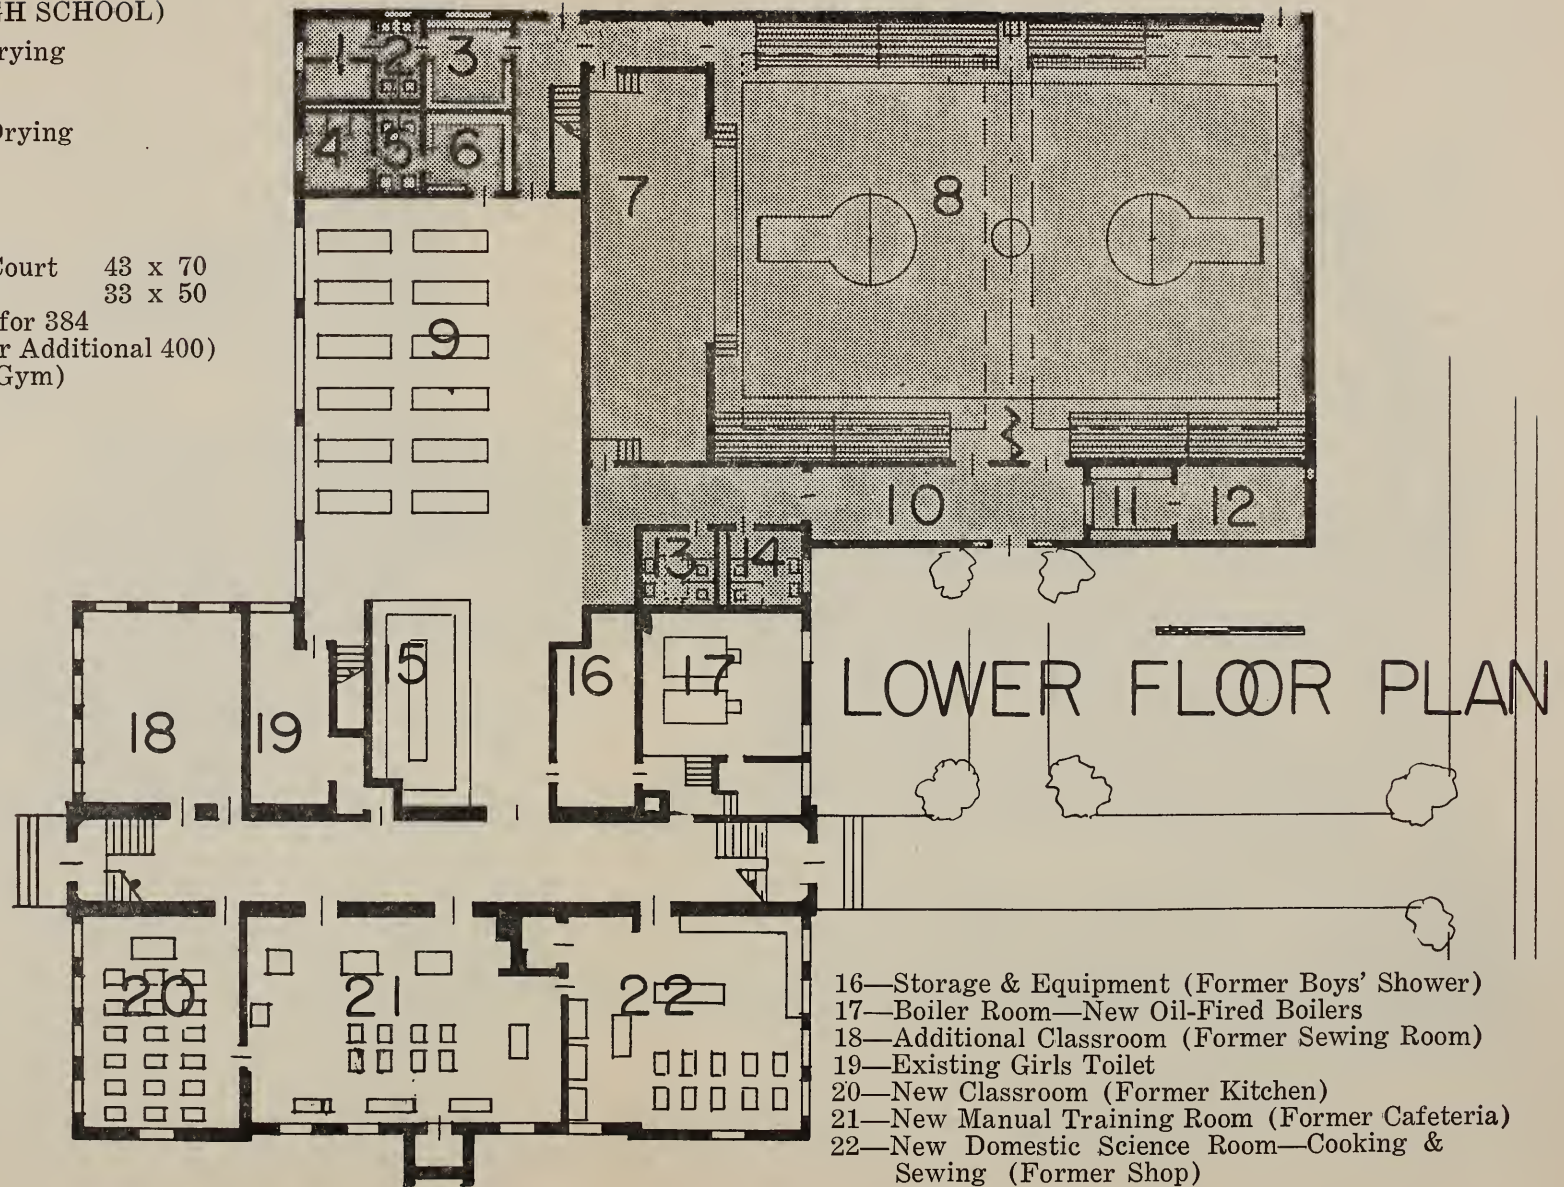 GH SCHOOL)
rying
Drying
Court 43 x 70
33 x 50
for 384
r Additional 400)
Gym)
1
2
3
4
5
6
7
8
9
10
11
12
13
14
15
16
17
18
19
20
21
22
LOWER FLOOR PLAN
16—Storage & Equipment (Former Boys' Shower)
17—Boiler Room—New Oil-Fired Boilers
18—Additional Classroom (Former Sewing Room)
19—Existing Girls Toilet
20—New Classroom (Former Kitchen)
21—New Manual Training Room (Former Cafeteria)
22—New Domestic Science Room—Cooking &
Sewing (Former Shop)